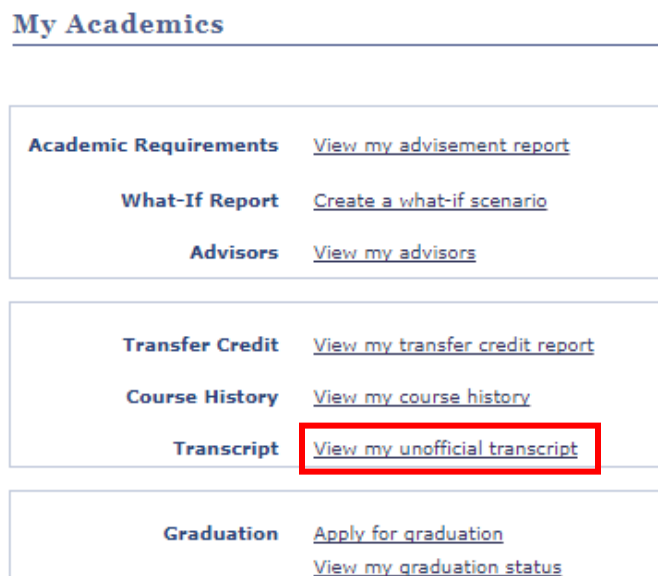 My Academics
Academic Requirements View my advisement report
What-If Report Create a what-if scenario
Advisors View my advisors
Transfer Credit View my transfer credit report
Course History View my course history
Transcript View my unofficial transcript
Graduation Apply for graduation
View my graduation status